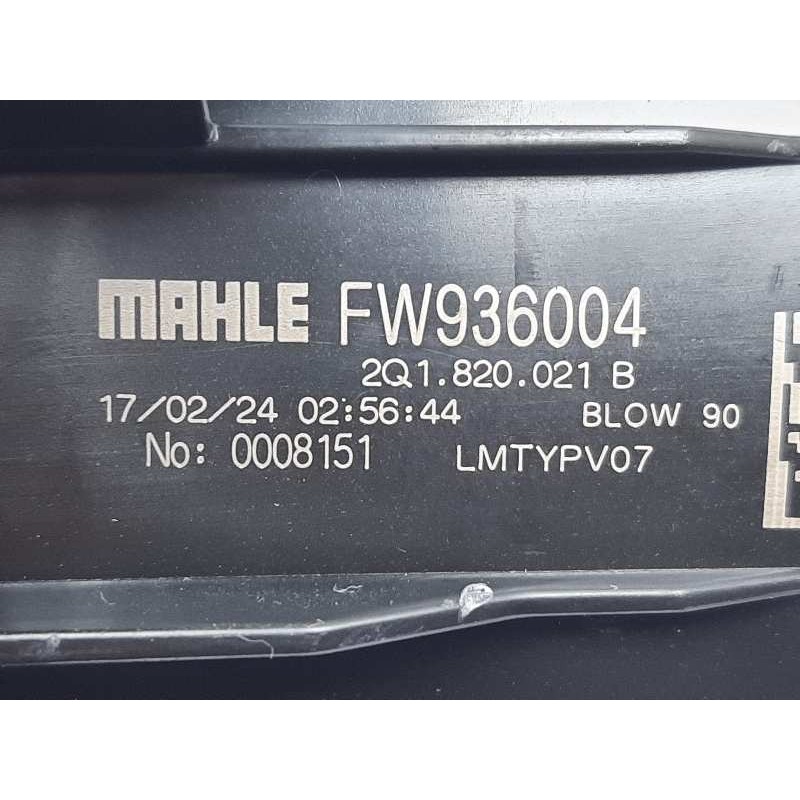 MAHLE FW936004
2Q1.820.021 B
17/02/24 02:56:44 BLOW 90
No: 0008151 LMTYPV07